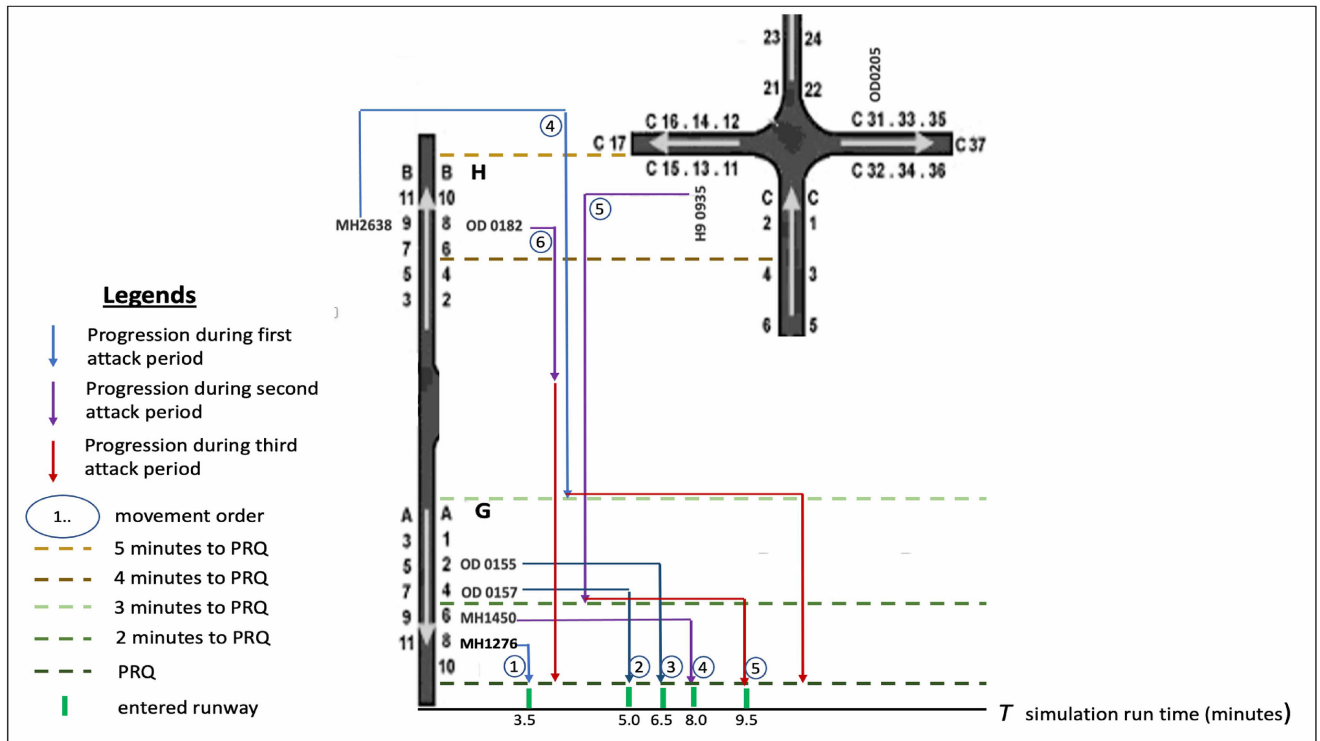 23 24
OD0205
21 22
C 16 . 14 . 12
C 31 . 33 . 35
C 17
C 37
C 15 . 13 . 11
C 32 . 34 . 36
4
B B H
11 10
H9 0935
C C
5
MH2638 9 8 OD 0182
2 1
6
7 6
5 4
4 3
3 2
6 5
Legends
Progression during first
attack period
Progression during second
attack period
Progression during third
attack period
1.. movement order
5 minutes to PRQ
4 minutes to PRQ
3 minutes to PRQ
2 minutes to PRQ
PRQ
entered runway
A A G
3 1
5 2 OD 0155
7 4 OD 0157
9 6 MH1450
11 8 MH1276
10
1 2 3 4 5
3.5 5.0 6.5 8.0 9.5
T simulation run time (minutes)